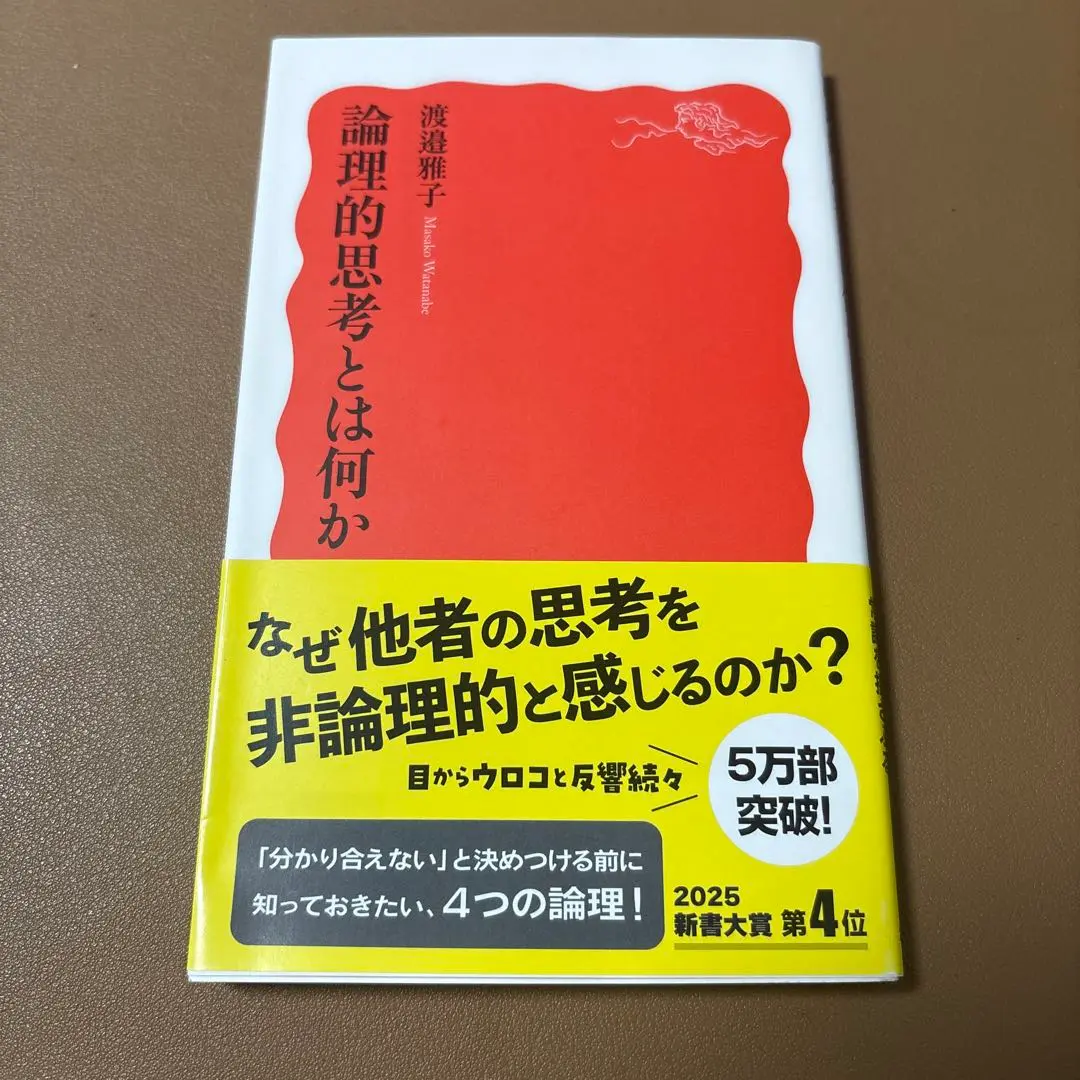 論理的思考とは何か
渡邉雅子
Masako Watanabe
なぜ他者の思考を
非論理的と感じるのか?
目からウロコと反響続々
5万部
突破!
「分かり合えない」と決めつける前に
知っておきたい、4つの論理!
2025
新書大賞 第4位